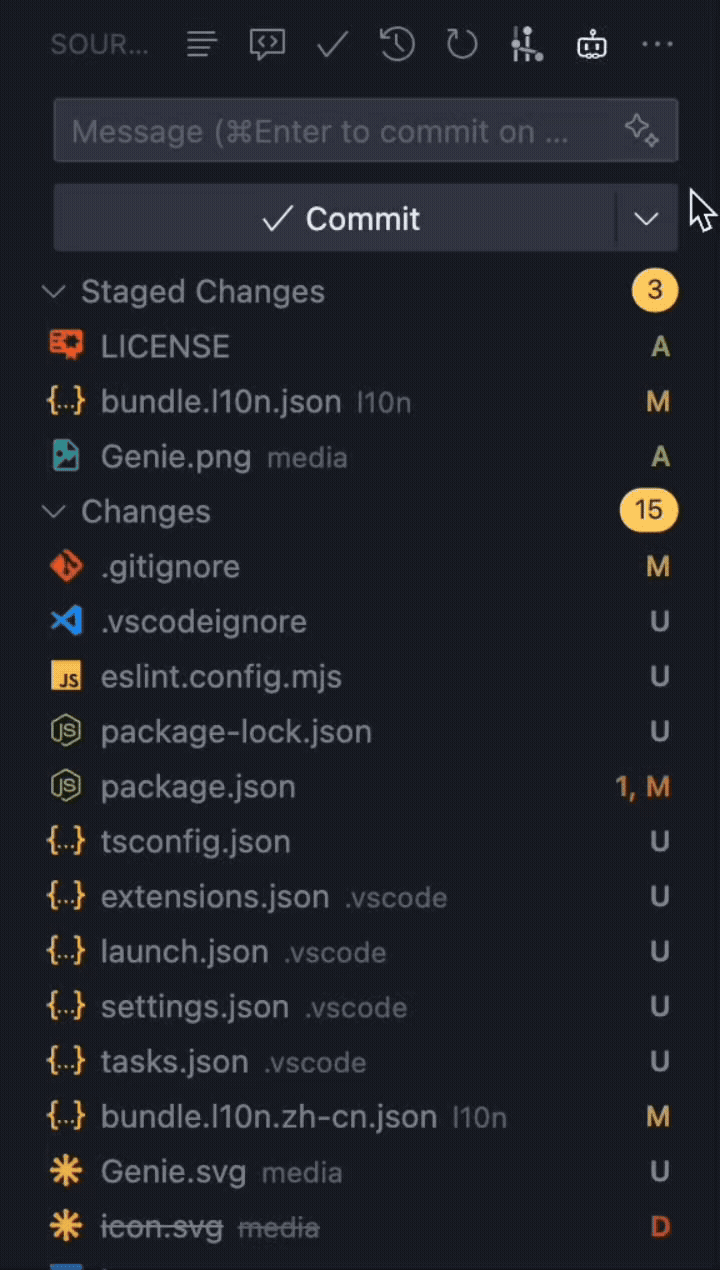 SOUR...
Message (⌘Enter to commit on ...
Commit
Staged Changes 3
LICENSE A
{...} bundle.l10n.json l10n M
Genie.png media A
Changes 15
.gitignore M
.vscodeignore U
JS eslint.config.mjs U
JS package-lock.json U
JS package.json 1, M
{...} tsconfig.json U
{...} extensions.json .vscode U
{...} launch.json .vscode U
{...} settings.json .vscode U
{...} tasks.json .vscode U
{...} bundle.l10n.zh-cn.json l10n M
Genie.svg media U
icon.svg media D